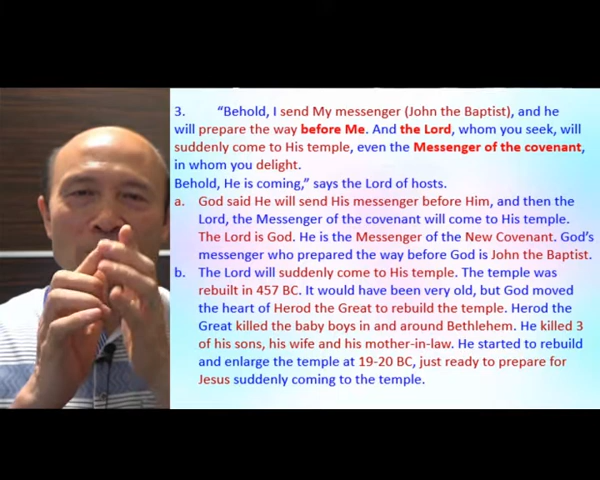 3. “Behold, I send My messenger (John the Baptist), and he
will prepare the way before Me. And the Lord, whom you seek, will
suddenly come to His temple, even the Messenger of the covenant,
in whom you delight.
Behold, He is coming,” says the Lord of hosts.
a. God said He will send His messenger before Him, and then the
Lord, the Messenger of the covenant will come to His temple.
The Lord is God. He is the Messenger of the New Covenant. God’s
messenger who prepared the way before God is John the Baptist.
b. The Lord will suddenly come to His temple. The temple was
rebuilt in 457 BC. It would have been very old, but God moved
the heart of Herod the Great to rebuild the temple. Herod the
Great killed the baby boys in and around Bethlehem. He killed 3
of his sons, his wife and his mother-in-law. He started to rebuild
and enlarge the temple at 19-20 BC, just ready to prepare for
Jesus suddenly coming to the temple.